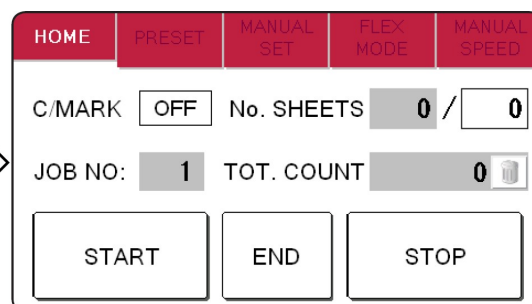 HOME PRESET MANUAL SET FLEX MODE MANUAL SPEED
C/MARK OFF No. SHEETS 0 / 0
JOB NO: 1 TOT. COUNT 0
START END STOP